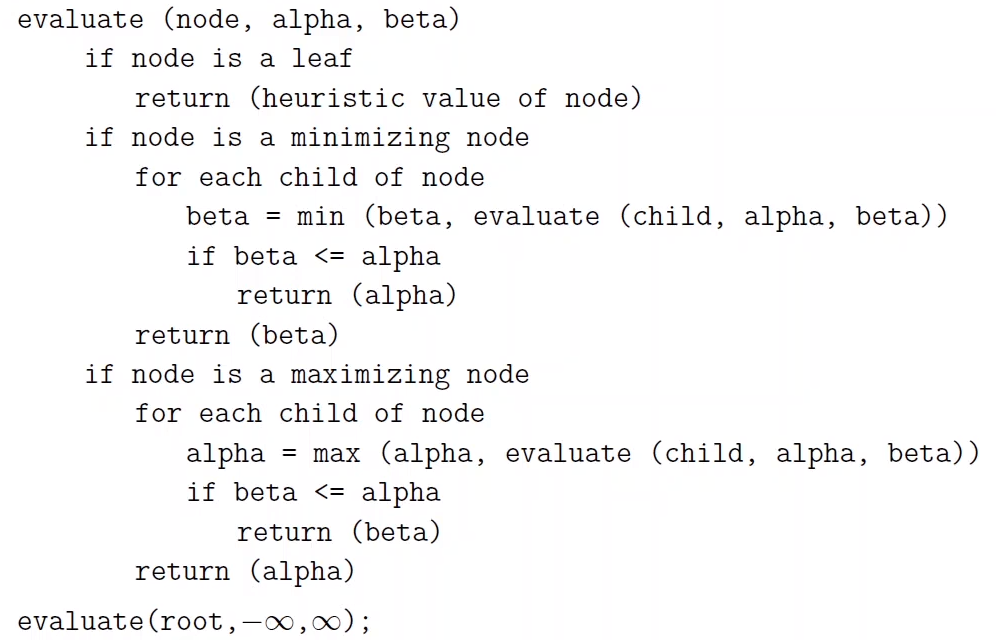 evaluate (node, alpha, beta)
if node is a leaf
return (heuristic value of node)
if node is a minimizing node
for each child of node
beta = min (beta, evaluate (child, alpha, beta))
if beta <= alpha
return (alpha)
return (beta)
if node is a maximizing node
for each child of node
alpha = max (alpha, evaluate (child, alpha, beta))
if beta <= alpha
return (beta)
return (alpha)
evaluate(root,−∞,∞);